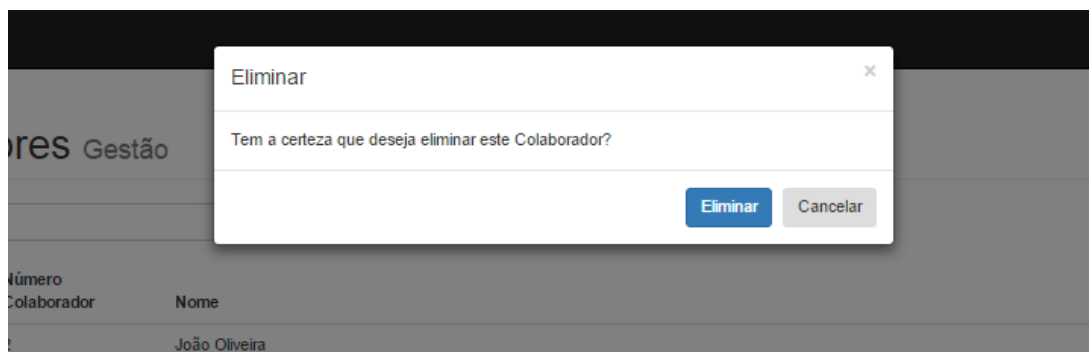 Eliminar
×
Tem a certeza que deseja eliminar este Colaborador?
Eliminar Cancelar
ores Gestão
Número
Colaborador Nome
João Oliveira